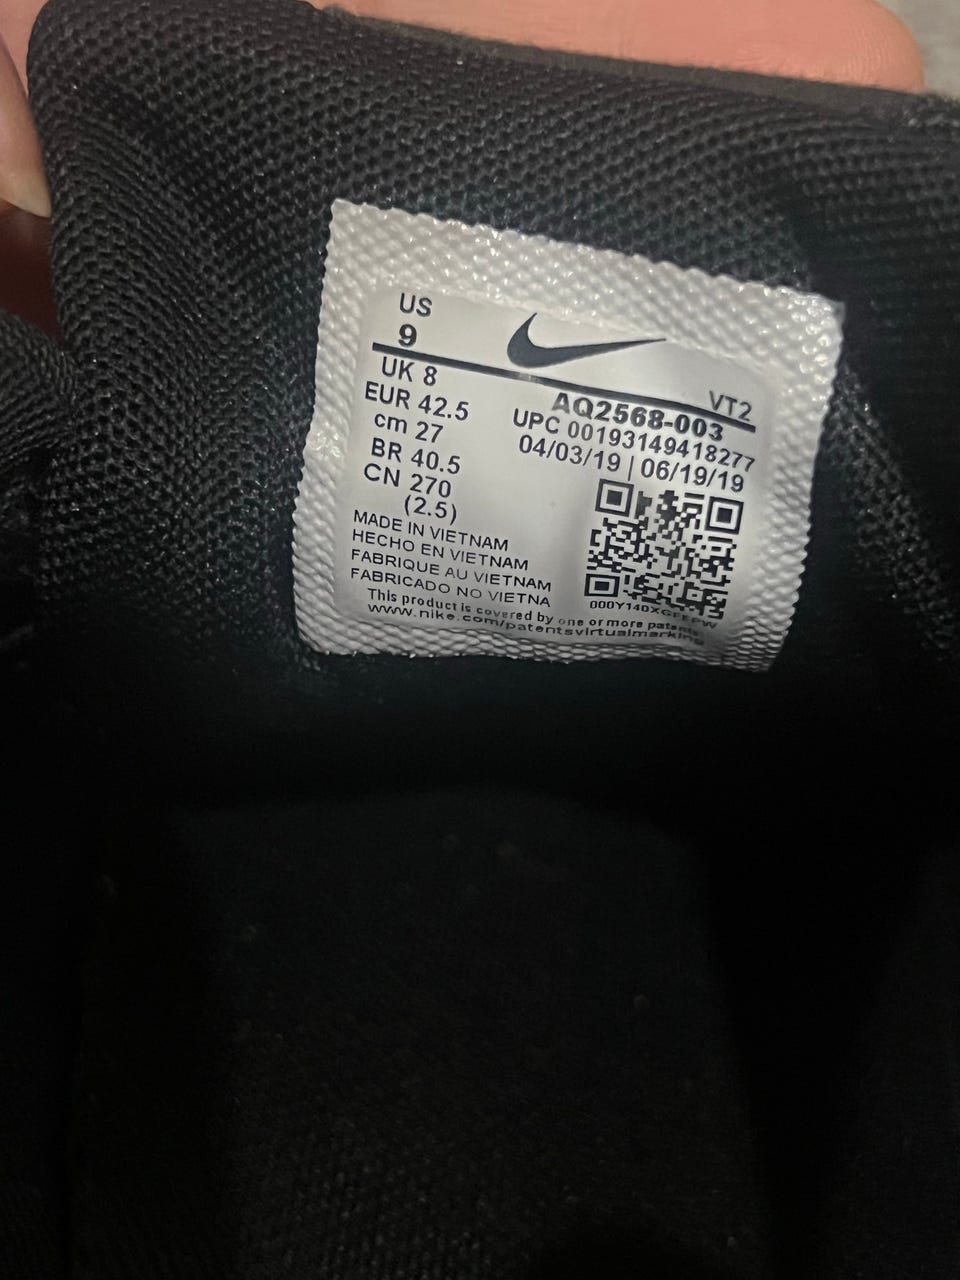 US
9
UK 8
EUR 42.5
cm 27
BR 40.5
CN 270
(2.5)
VT2
AQ2568-003
UPC 00193149418277
04/03/19 | 06/19/19
MADE IN VIETNAM
HECHO EN VIETNAM
FABRIQUE AU VIETNAM
FABRICADO NO VIETNA
This product is covered by one or more patents
www.nike.com/patentsvirtualmarking